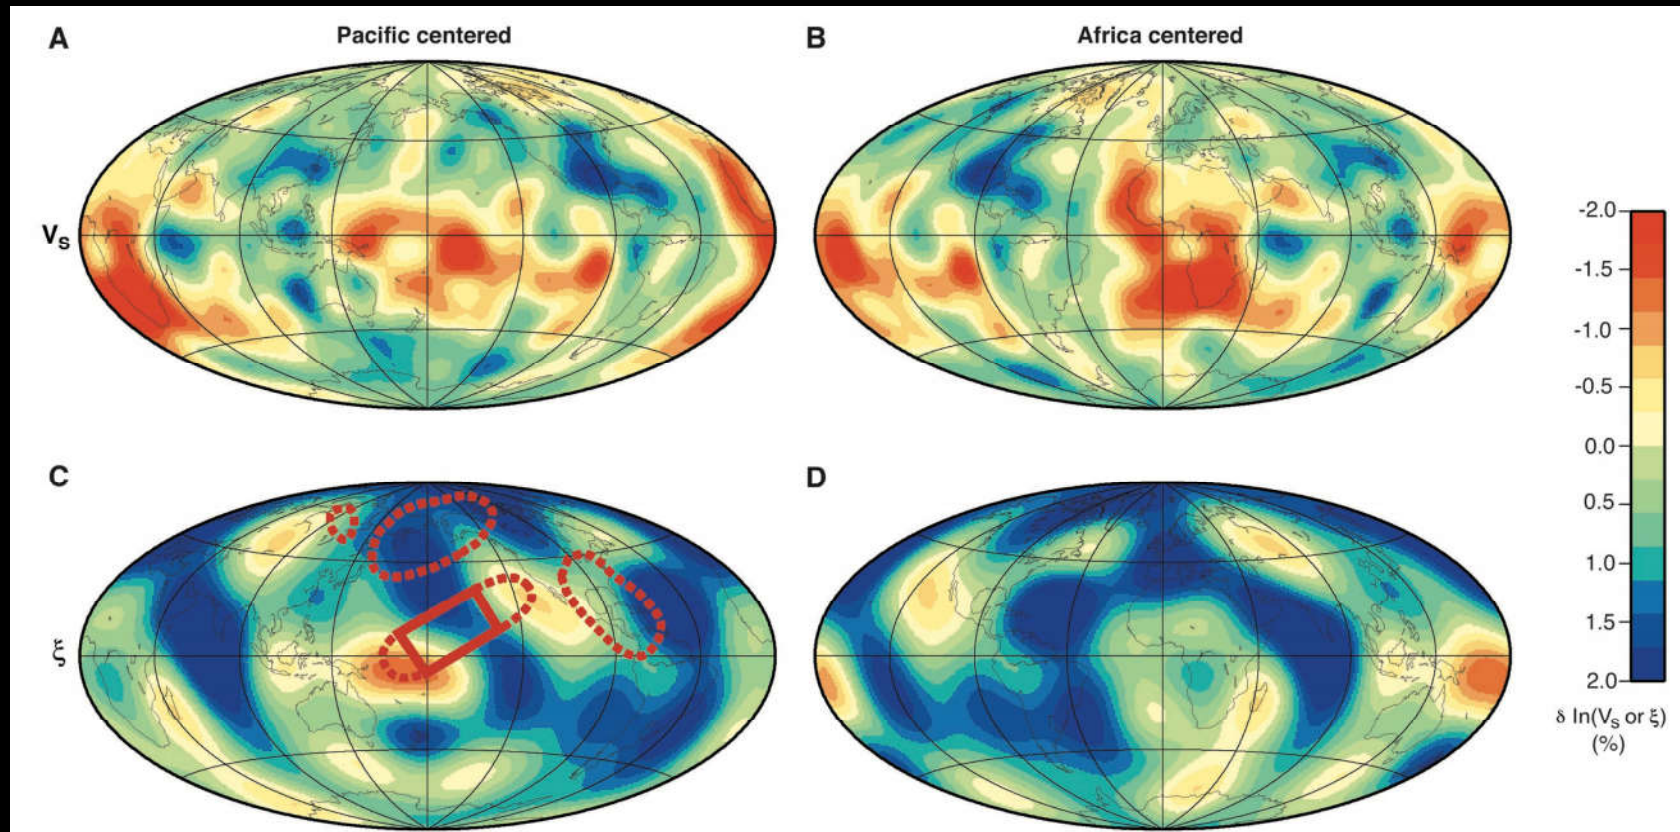 A
Pacific centered
B
Africa centered
Vs
-2.0
-1.5
-1.0
-0.5
0.0
0.5
1.0
1.5
2.0
δ ln(Vs or ξ)
(%)
C
D
ξ